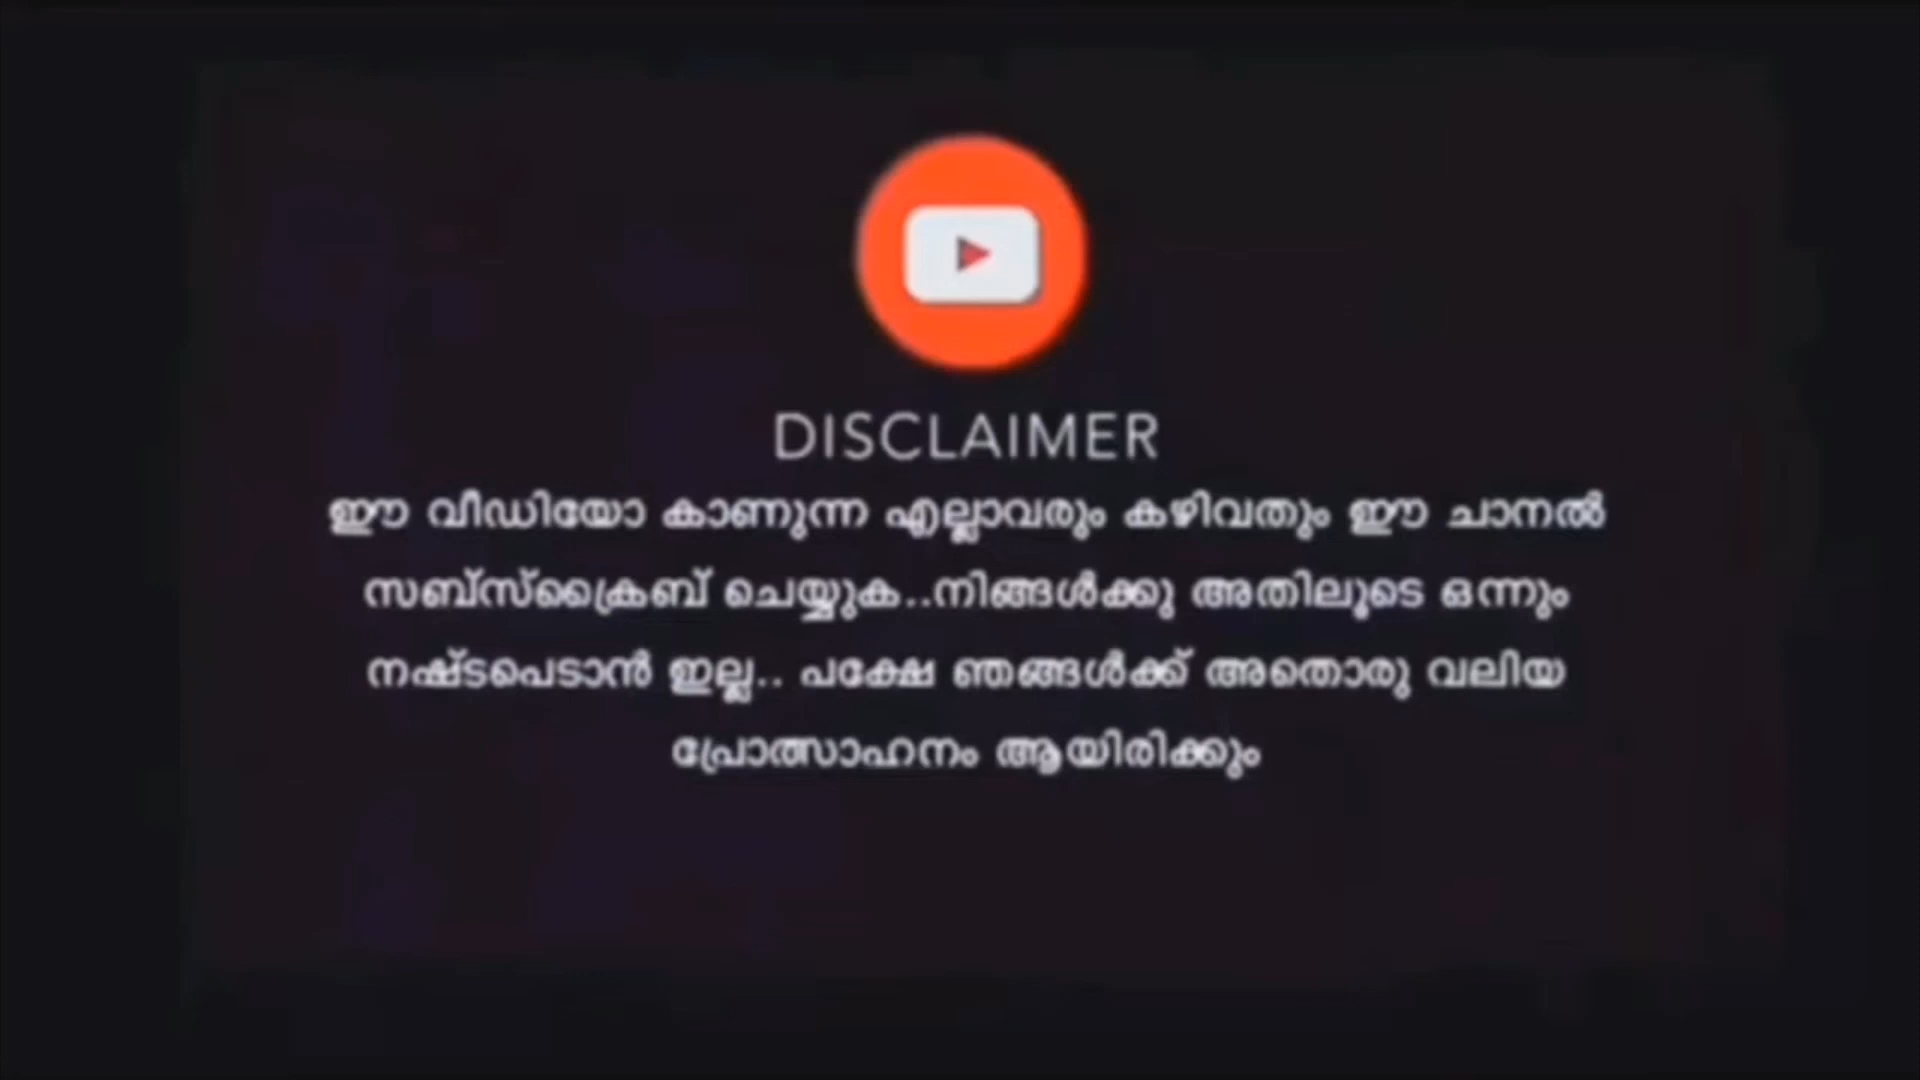 DISCLAIMER
ഈ വീഡിയോ കാണുന്ന എല്ലാവരും കഴിവതും ഈ ചാനൽ
സബ്സ്ക്രൈബ് ചെയ്യുക..നിങ്ങൾക്കു അതിലൂടെ ഒന്നും
നഷ്ടപെടാൻ ഇല്ല.. പക്ഷേ ഞങ്ങൾക്ക് അതൊരു വലിയ
പ്രോത്സാഹനം ആയിരിക്കും